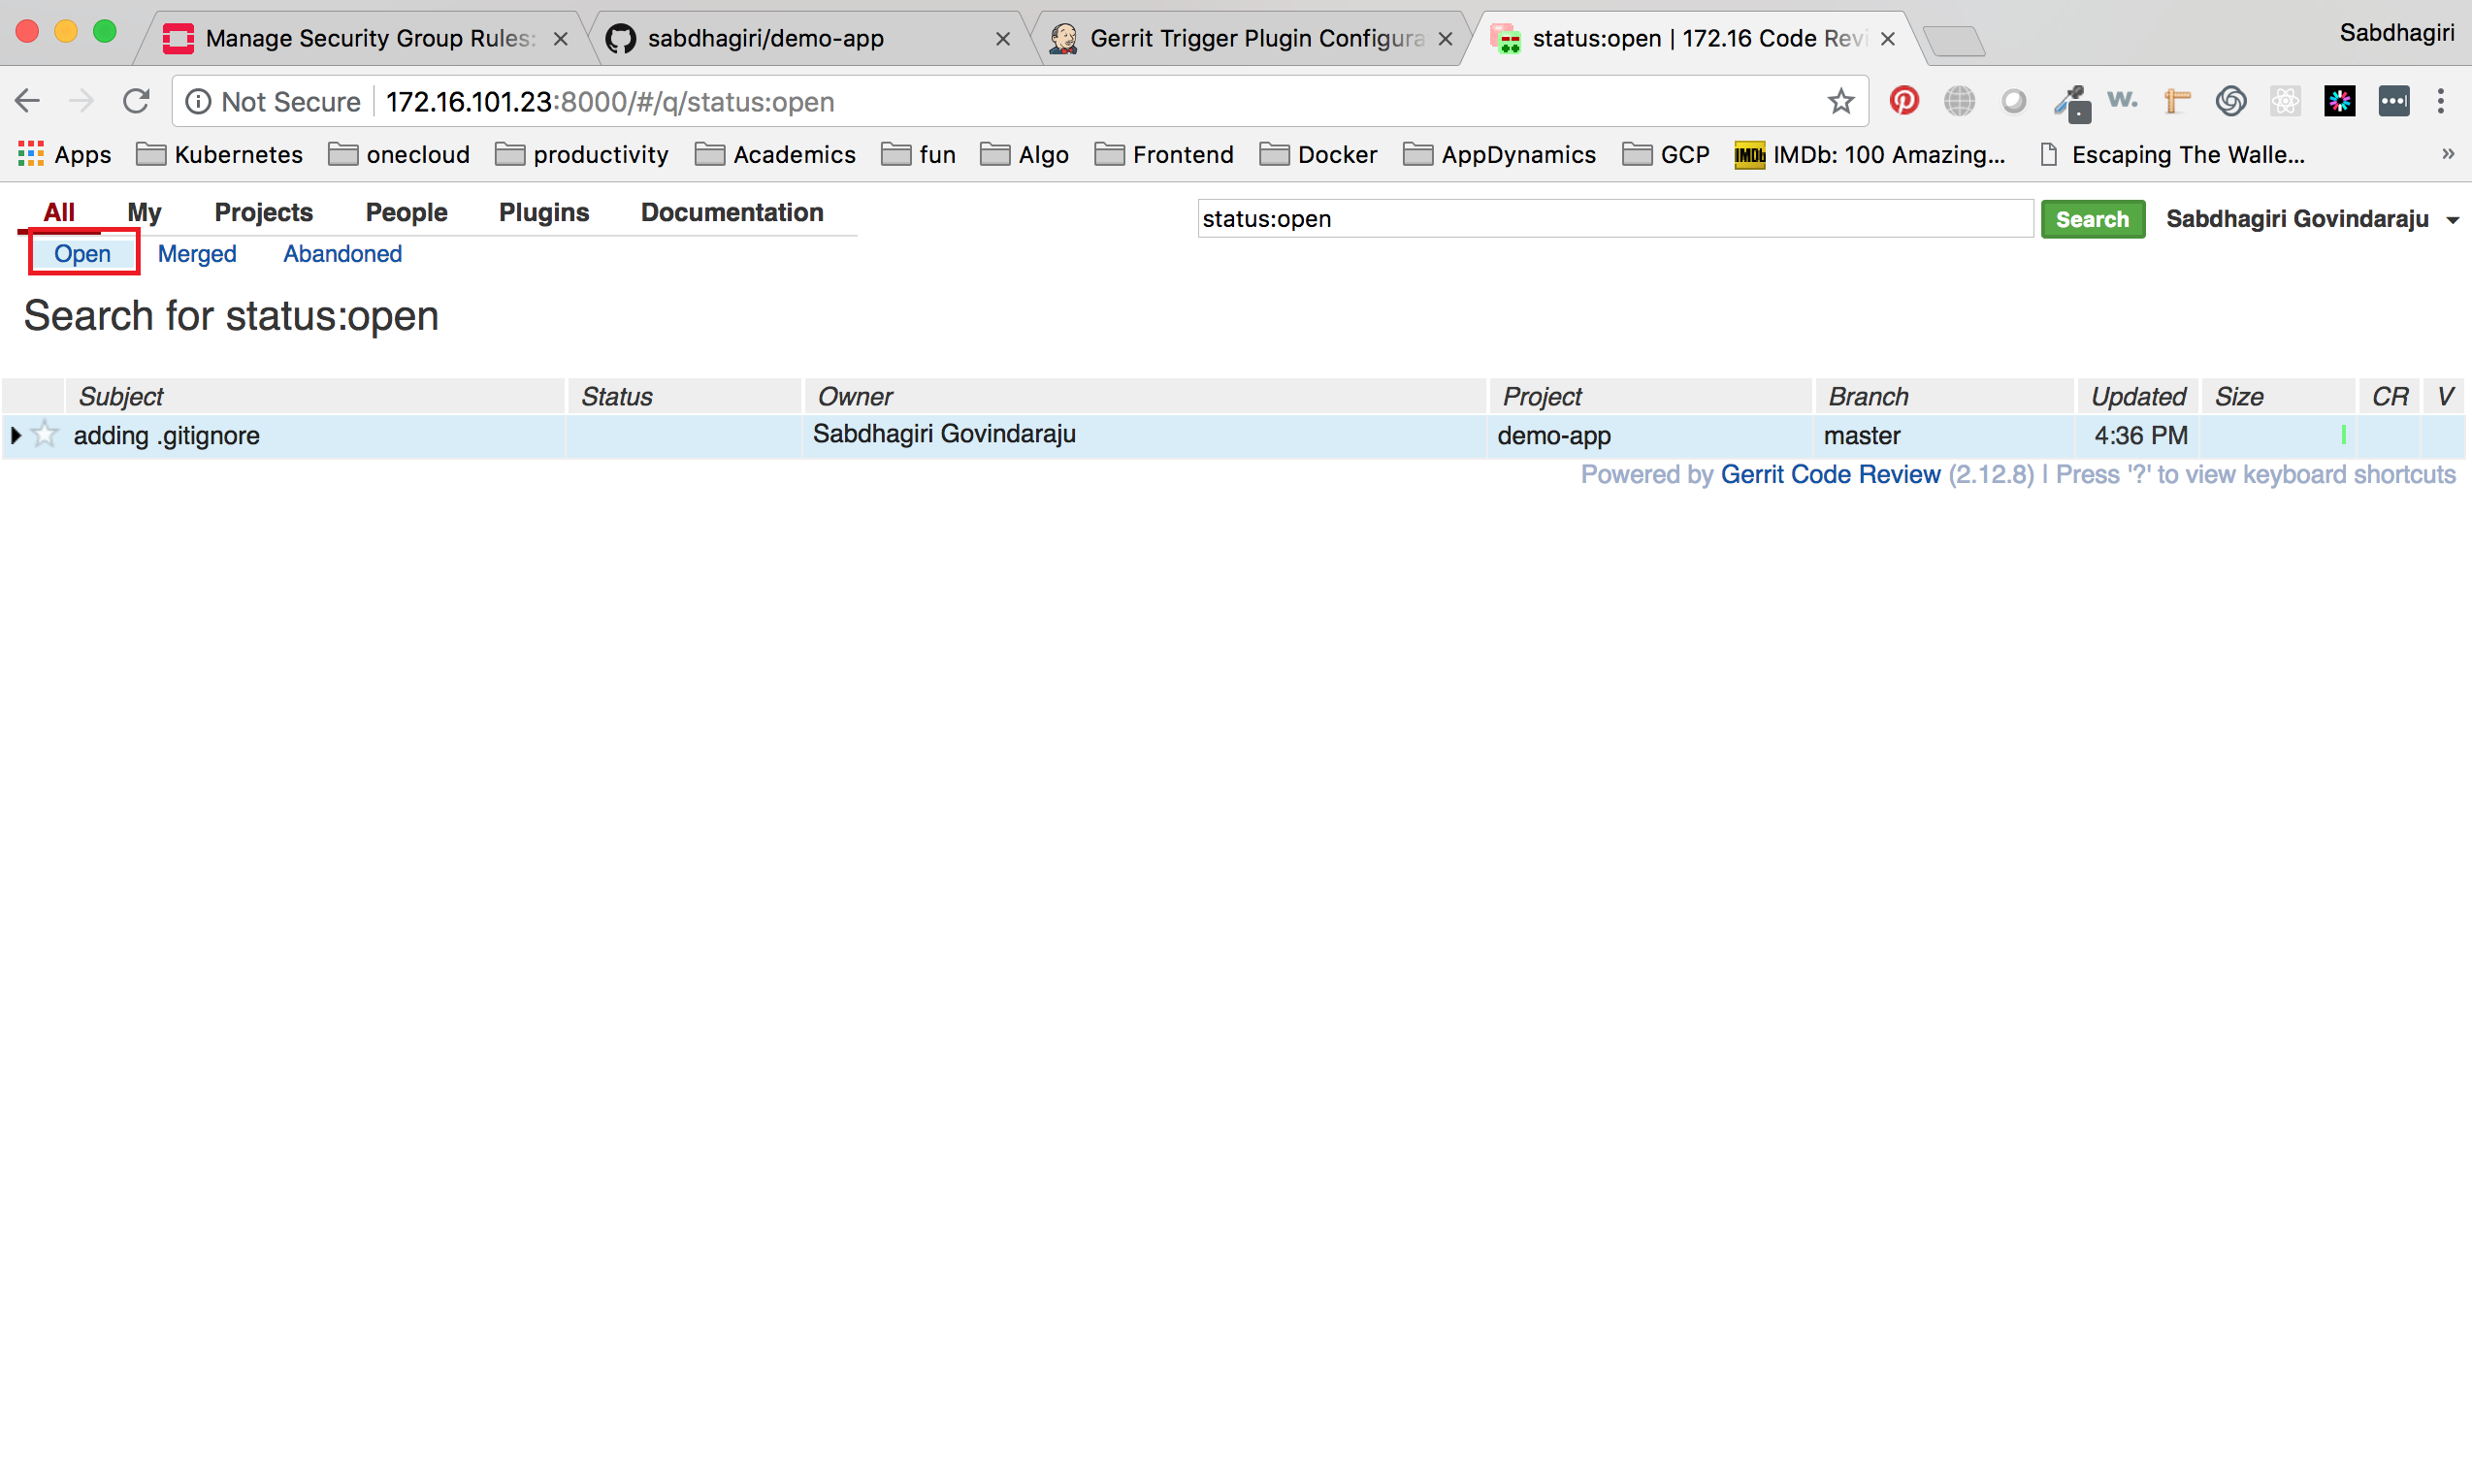 Manage Security Group Rules:
sabdhagiri/demo-app
Gerrit Trigger Plugin Configura
status:open | 172.16 Code Revi
Sabdhagiri
Not Secure
172.16.101.23:8000/#/q/status:open
w.
Apps
Kubernetes
onecloud
productivity
Academics
fun
Algo
Frontend
Docker
AppDynamics
GCP
IMDb
IMDb: 100 Amazing...
Escaping The Walle...
»
All My Projects People Plugins Documentation
status:open
Search
Sabdhagiri Govindaraju
Open Merged Abandoned
Search for status:open
Subject Status Owner Project Branch Updated Size CR V
adding .gitignore Sabdhagiri Govindaraju demo-app master 4:36 PM
Powered by Gerrit Code Review (2.12.8) | Press '?' to view keyboard shortcuts